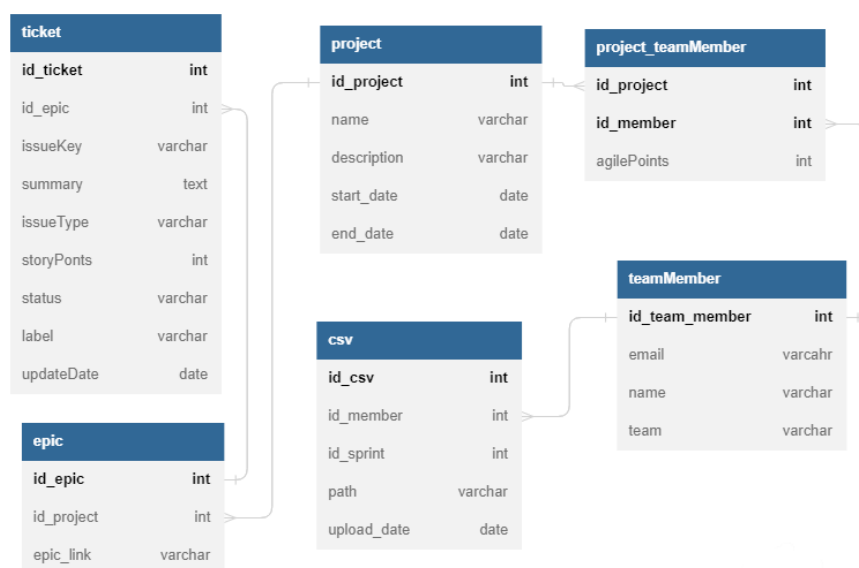 ticket
id_ticket int
id_epic int
issueKey varchar
summary text
issueType varchar
storyPonts int
status varchar
label varchar
updateDate date
project
id_project int
name varchar
description varchar
start_date date
end_date date
project_teamMember
id_project int
id_member int
agilePoints int
teamMember
id_team_member int
email varcahr
name varchar
team varchar
csv
id_csv int
id_member int
id_sprint int
path varchar
upload_date date
epic
id_epic int
id_project int
epic_link varchar